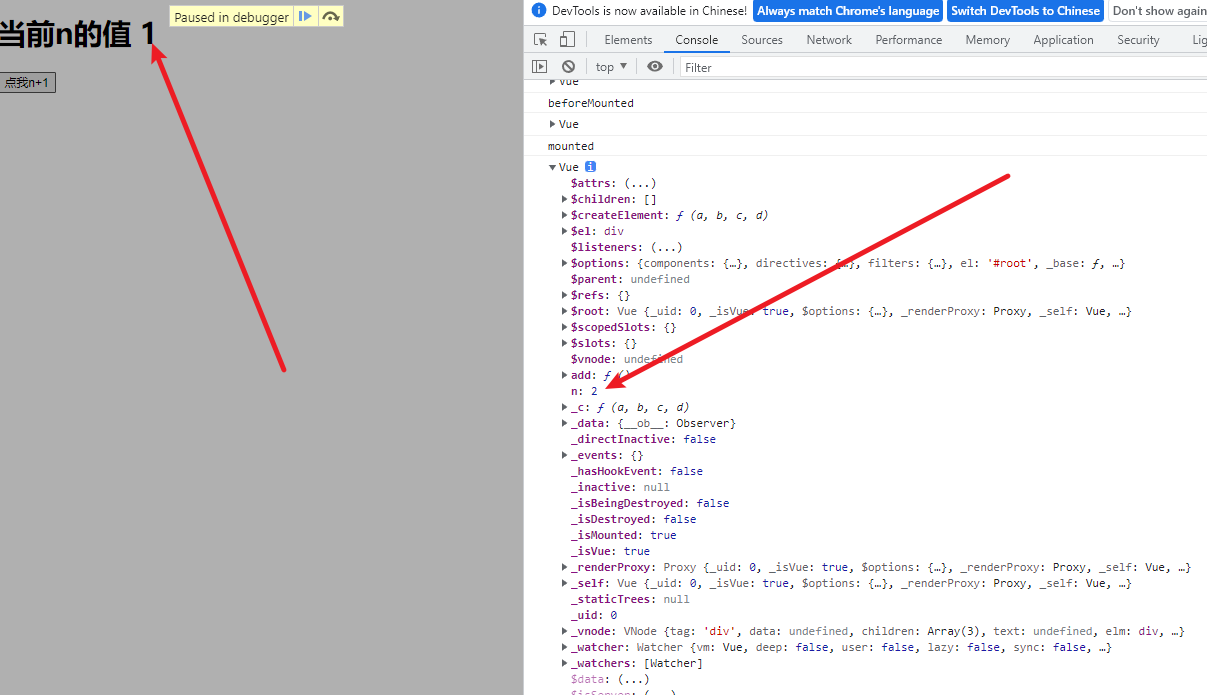 当前n的值 1
Paused in debugger
点我n+1
DevTools is now available in Chinese! Always match Chrome's language Switch DevTools to Chinese Don't show again
Elements Console Sources Network Performance Memory Application Security Lig
top ▼ Filter
▶ Vue
beforeMounted
▶ Vue
mounted
▼ Vue i
$attrs: (...)
▶ $children: []
▶ $createElement: ƒ (a, b, c, d)
▶ $el: div
$listeners: (...)
▶ $options: {components: {…}, directives: {…}, filters: {…}, el: '#root', _base: ƒ, …}
$parent: undefined
▶ $refs: {}
▶ $root: Vue {_uid: 0, _isVue: true, $options: {…}, _renderProxy: Proxy, _self: Vue, …}
▶ $scopedSlots: {}
▶ $slots: {}
$vnode: undefined
▶ add: ƒ ()
n: 2
▶ _c: ƒ (a, b, c, d)
▶ _data: {__ob__: Observer}
_directInactive: false
▶ _events: {}
_hasHookEvent: false
_inactive: null
_isBeingDestroyed: false
_isDestroyed: false
_isMounted: true
_isVue: true
▶ _renderProxy: Proxy {_uid: 0, _isVue: true, $options: {…}, _renderProxy: Proxy, _self: Vue, …}
▶ _self: Vue {_uid: 0, _isVue: true, $options: {…}, _renderProxy: Proxy, _self: Vue, …}
_staticTrees: null
_uid: 0
▶ _vnode: VNode {tag: 'div', data: undefined, children: Array(3), text: undefined, elm: div, …}
▶ _watcher: Watcher {vm: Vue, deep: false, user: false, lazy: false, sync: false, …}
▶ _watchers: [Watcher]
$data: (...)
$isServer: (...)